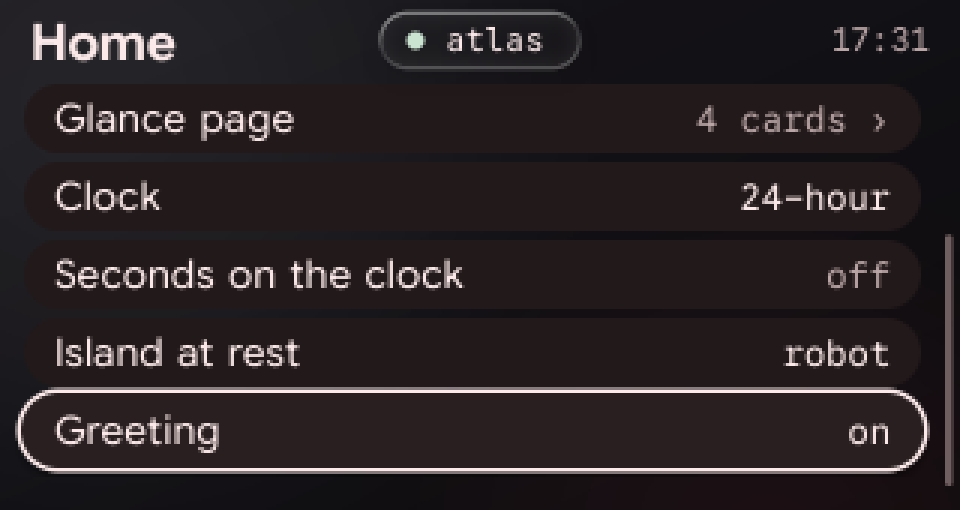 Home atlas 17:31
Glance page 4 cards ›
Clock 24-hour
Seconds on the clock off
Island at rest robot
Greeting on